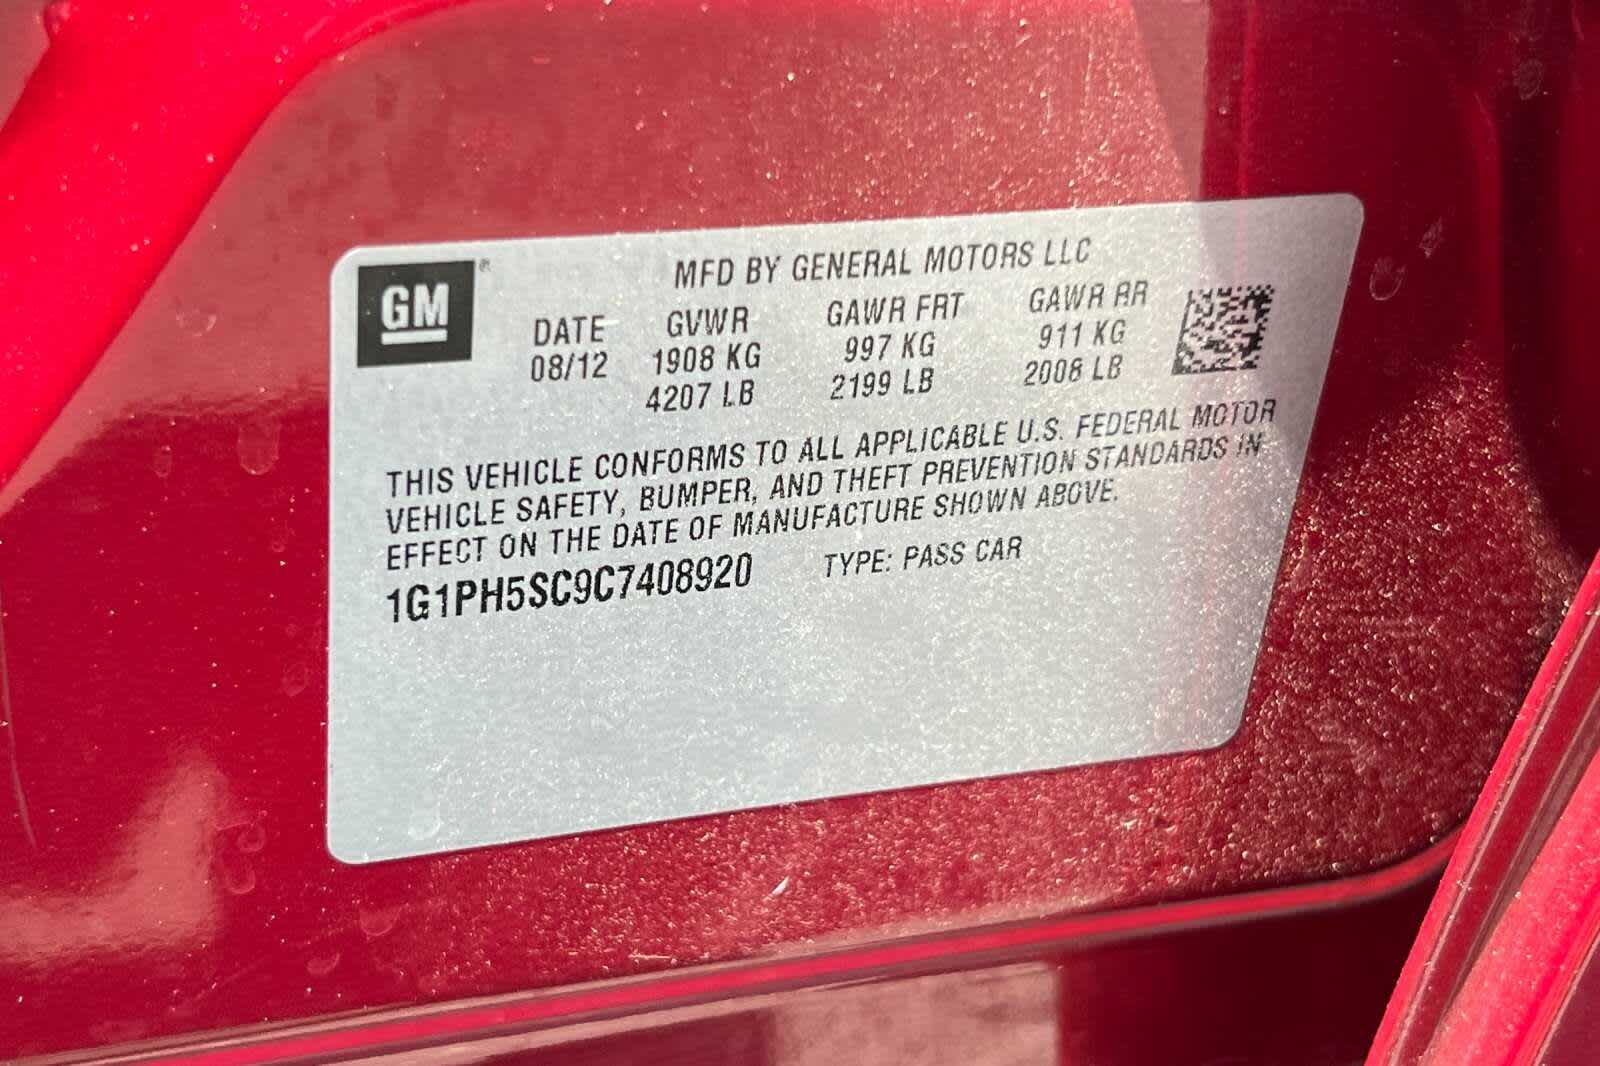 GM
MFD BY GENERAL MOTORS LLC
DATE GVWR GAWR FRT GAWR RR
08/12 1908 KG 997 KG 911 KG
4207 LB 2199 LB 2008 LB
THIS VEHICLE CONFORMS TO ALL APPLICABLE U.S. FEDERAL MOTOR
VEHICLE SAFETY, BUMPER, AND THEFT PREVENTION STANDARDS IN
EFFECT ON THE DATE OF MANUFACTURE SHOWN ABOVE.
1G1PH5SC9C7408920 TYPE: PASS CAR